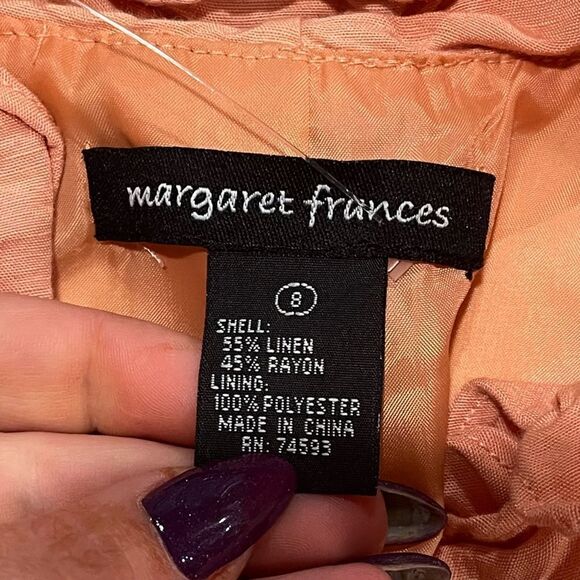 margaret frances
8
SHELL:
55% LINEN
45% RAYON
LINING:
100% POLYESTER
MADE IN CHINA
RN: 74593